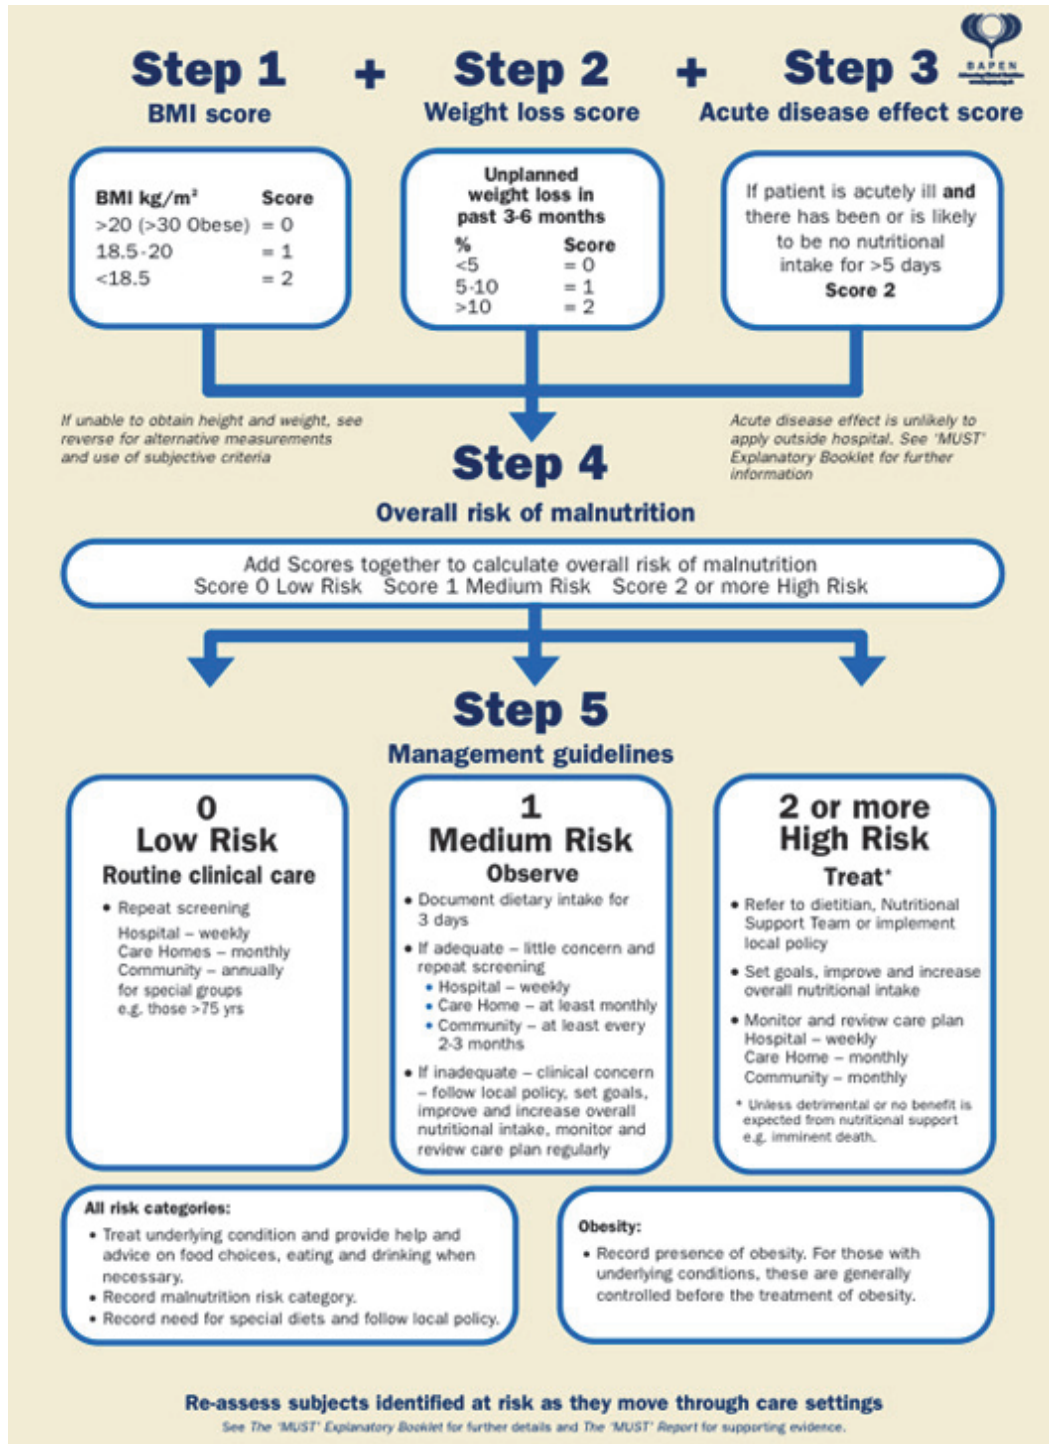 Step 1 + Step 2 + Step 3
BAPEN
BMI score
Weight loss score
Acute disease effect score
BMI kg/m² Score
>20 (>30 Obese) = 0
18.5-20 = 1
<18.5 = 2
Unplanned
weight loss in
past 3-6 months
% Score
<5 = 0
5-10 = 1
>10 = 2
If patient is acutely ill and
there has been or is likely
to be no nutritional
intake for >5 days
Score 2
If unable to obtain height and weight, see
reverse for alternative measurements
and use of subjective criteria
Acute disease effect is unlikely to
apply outside hospital. See 'MUST'
Explanatory Booklet for further
information
Step 4
Overall risk of malnutrition
Add Scores together to calculate overall risk of malnutrition
Score 0 Low Risk Score 1 Medium Risk Score 2 or more High Risk
Step 5
Management guidelines
0
Low Risk
Routine clinical care
• Repeat screening
Hospital – weekly
Care Homes – monthly
Community – annually
for special groups
e.g. those >75 yrs
1
Medium Risk
Observe
• Document dietary intake for
3 days
• If adequate – little concern and
repeat screening
• Hospital – weekly
• Care Home – at least monthly
• Community – at least every
2-3 months
• If inadequate – clinical concern
– follow local policy, set goals,
improve and increase overall
nutritional intake, monitor and
review care plan regularly
2 or more
High Risk
Treat*
• Refer to dietitian, Nutritional
Support Team or implement
local policy
• Set goals, improve and increase
overall nutritional intake
• Monitor and review care plan
Hospital – weekly
Care Home – monthly
Community – monthly
* Unless detrimental or no benefit is
expected from nutritional support
e.g. imminent death.
All risk categories:
• Treat underlying condition and provide help and
advice on food choices, eating and drinking when
necessary.
• Record malnutrition risk category.
• Record need for special diets and follow local policy.
Obesity:
• Record presence of obesity. For those with
underlying conditions, these are generally
controlled before the treatment of obesity.
Re-assess subjects identified at risk as they move through care settings
See The 'MUST' Explanatory Booklet for further details and The 'MUST' Report for supporting evidence.